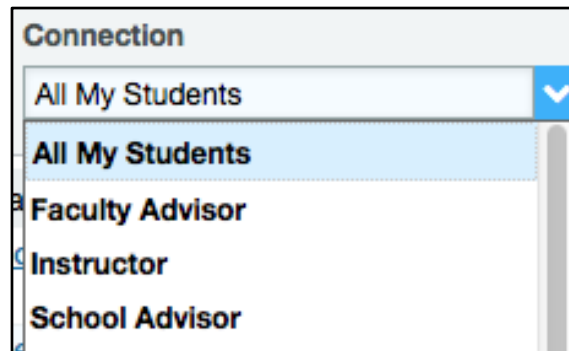 Connection
All My Students
All My Students
Faculty Advisor
Instructor
School Advisor